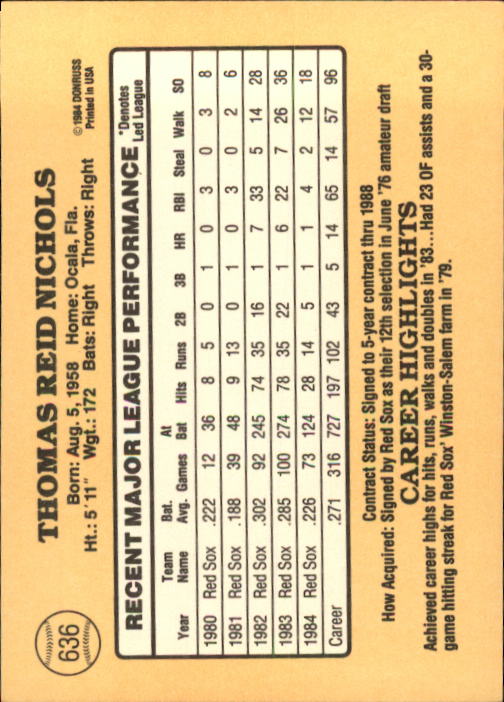 636
THOMAS REID NICHOLS
©1984 DONRUSS
Printed in USA
Born: Aug. 5, 1958 Home: Ocala, Fla.
Ht.: 5'11" Wgt.: 172 Bats: Right Throws: Right
RECENT MAJOR LEAGUE PERFORMANCE
*Denotes
Led League
Year Team Name Bat. Avg. Games At Bat Hits Runs 2B 3B HR RBI Steal Walk SO
1980 Red Sox .222 12 36 8 5 0 1 0 3 0 3 8
1981 Red Sox .188 39 48 9 13 0 1 0 3 0 2 6
1982 Red Sox .302 92 245 74 35 16 1 7 33 5 14 28
1983 Red Sox .285 100 274 78 35 22 1 6 22 7 26 36
1984 Red Sox .226 73 124 28 14 5 1 1 4 2 12 18
Career .271 316 727 197 102 43 5 14 65 14 57 96
Contract Status: Signed to 5-year contract thru 1988
How Acquired: Signed by Red Sox as their 12th selection in June '76 amateur draft
CAREER HIGHLIGHTS
Achieved career highs for hits, runs, walks and doubles in '83...Had 23 OF assists and a 30-
game hitting streak for Red Sox' Winston-Salem farm in '79.